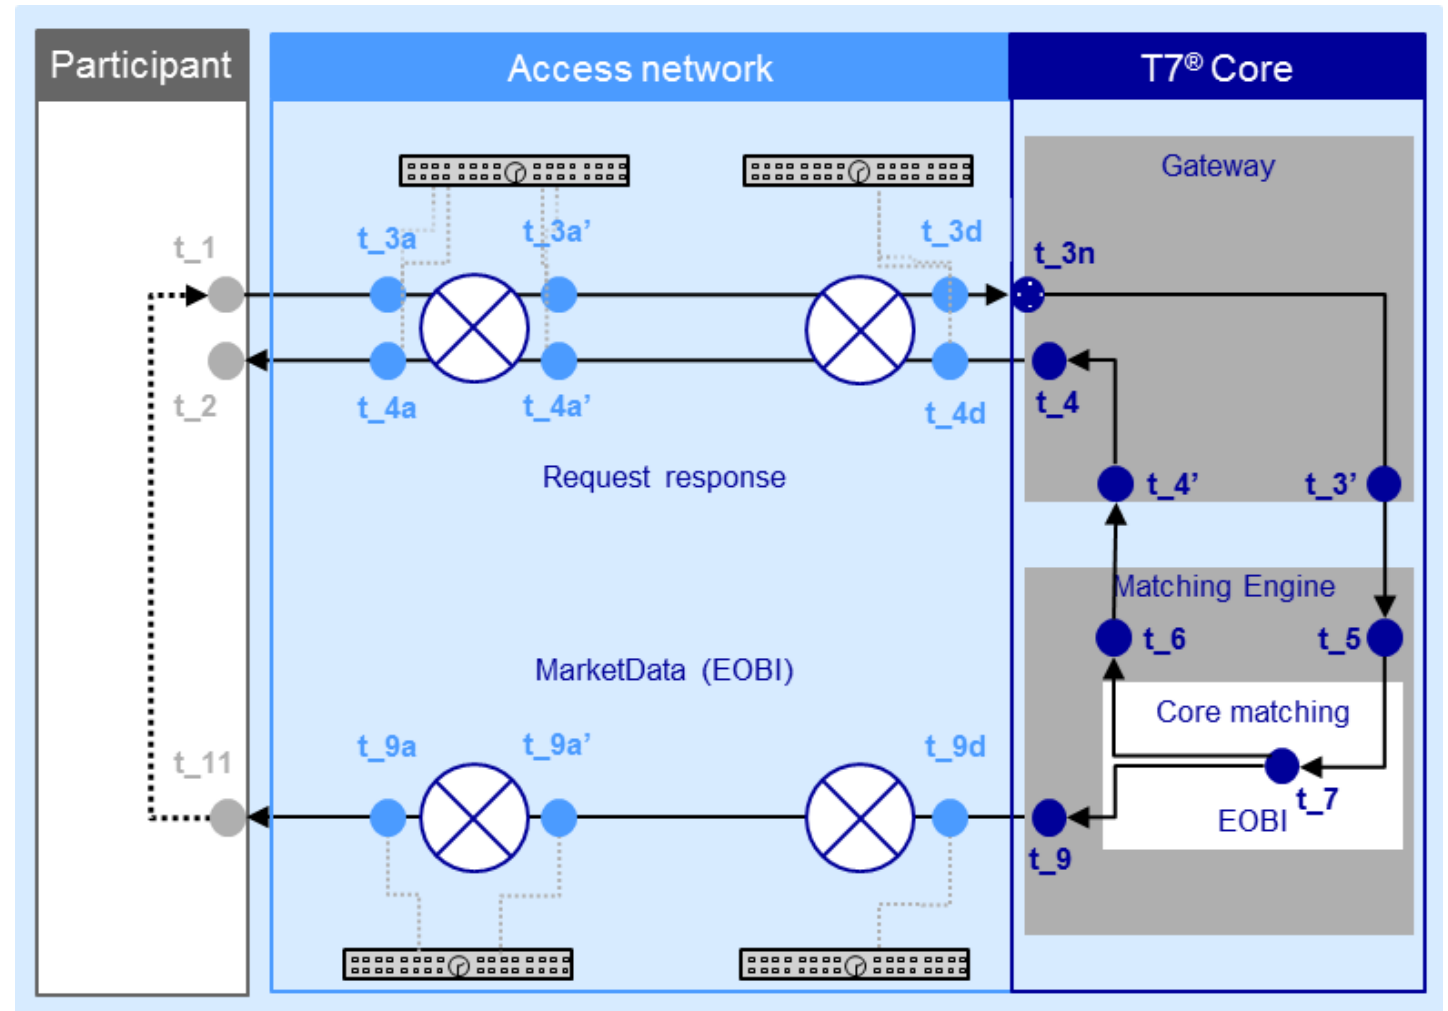 Participant
Access network
T7® Core
Gateway
t_1
t_3a
t_3a’
t_3d
t_3n
t_2
t_4a
t_4a’
t_4d
t_4
Request response
t_4’
t_3’
Matching Engine
t_6
t_5
MarketData (EOBI)
Core matching
t_11
t_9a
t_9a’
t_9d
t_7
EOBI
t_9